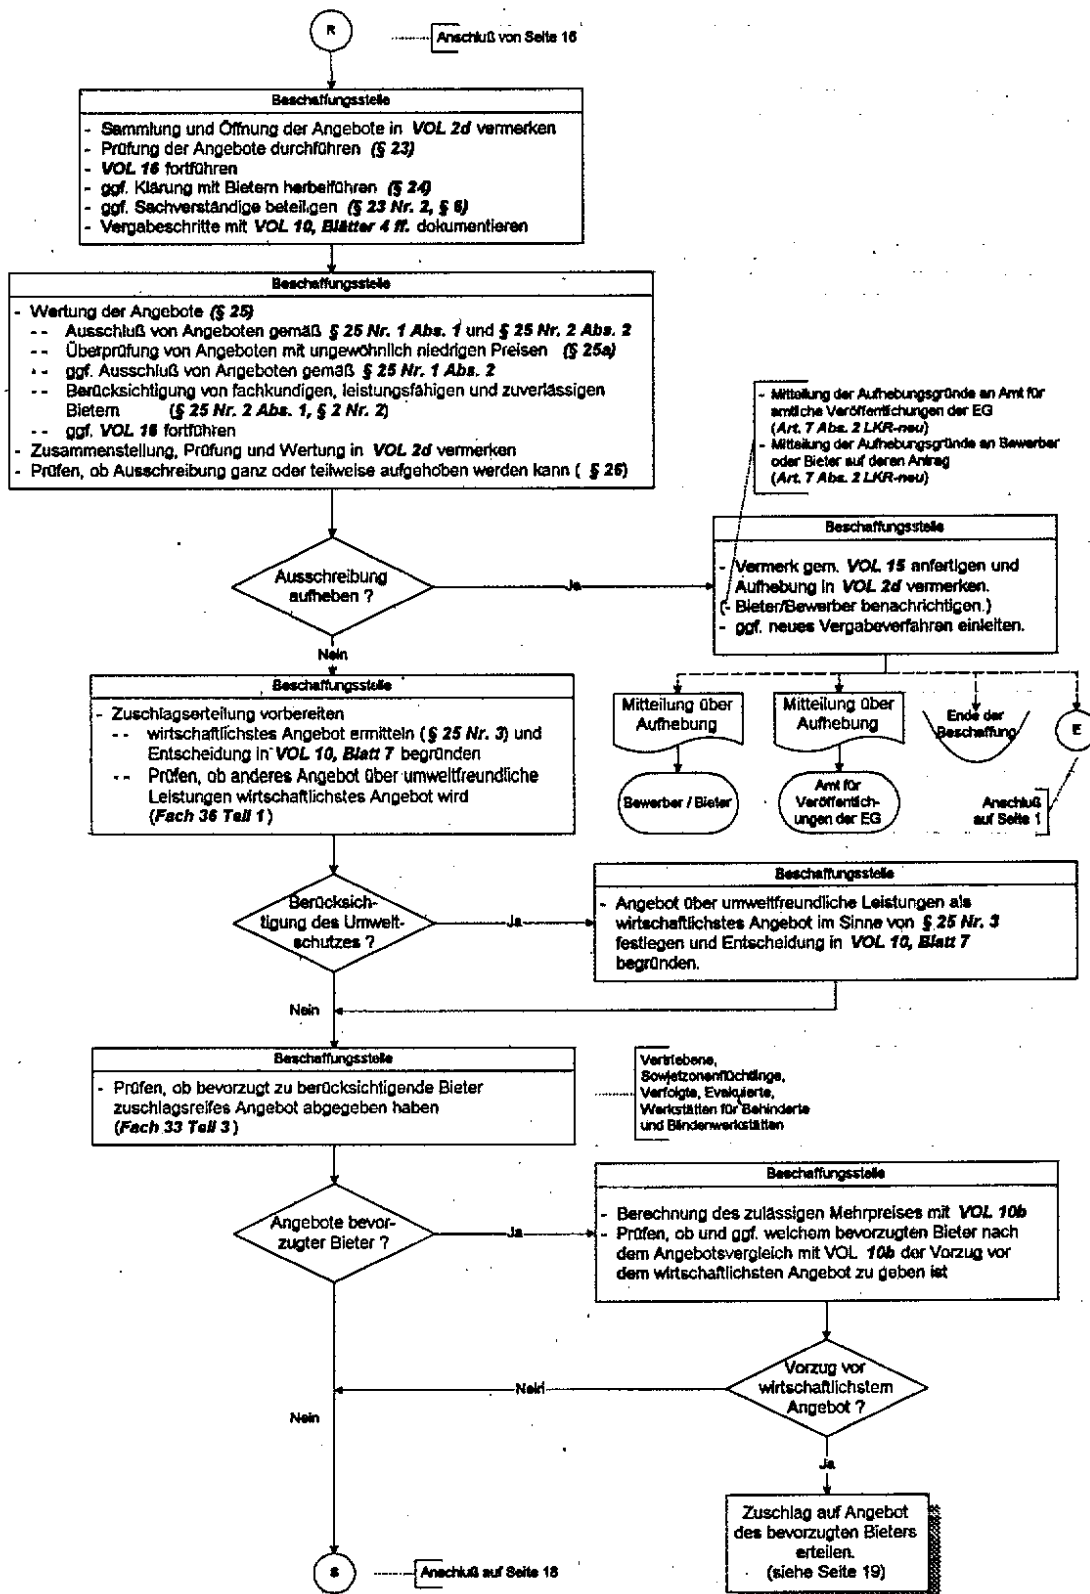 R
Anschluß von Seite 16
Beschaffungsstelle
- Sammlung und Öffnung der Angebote in VOL 2d vermerken
- Prüfung der Angebote durchführen (§ 23)
- VOL 16 fortführen
- ggf. Klärung mit Bietern herbeiführen (§ 24)
- ggf. Sachverständige beteiligen (§ 23 Nr. 2, § 6)
- Vergabeschritte mit VOL 10, Blätter 4 ff. dokumentieren
Beschaffungsstelle
- Wertung der Angebote (§ 25)
-- Ausschluß von Angeboten gemäß § 25 Nr. 1 Abs. 1 und § 25 Nr. 2 Abs. 2
-- Überprüfung von Angeboten mit ungewöhnlich niedrigen Preisen (§ 25a)
-- ggf. Ausschluß von Angeboten gemäß § 25 Nr. 1 Abs. 2
-- Berücksichtigung von fachkundigen, leistungsfähigen und zuverlässigen
Bietern (§ 25 Nr. 2 Abs. 1, § 2 Nr. 2)
-- ggf. VOL 16 fortführen
- Zusammenstellung, Prüfung und Wertung in VOL 2d vermerken
- Prüfen, ob Ausschreibung ganz oder teilweise aufgehoben werden kann ( § 26)
- Mitteilung der Aufhebungsgründe an Amt für
amtliche Veröffentlichungen der EG
(Art. 7 Abs. 2 LKR-neu)
- Mitteilung der Aufhebungsgründe an Bewerber
oder Bieter auf deren Antrag
(Art. 7 Abs. 2 LKR-neu)
Ausschreibung
aufheben ?
Ja
Beschaffungsstelle
- Vermerk gem. VOL 15 anfertigen und
Aufhebung in VOL 2d vermerken.
(- Bieter/Bewerber benachrichtigen.)
- ggf. neues Vergabeverfahren einleiten.
Nein
Mitteilung über
Aufhebung
Mitteilung über
Aufhebung
Ende der
Beschaffung
E
Bewerber / Bieter
Amt für
Veröffentlich-
ungen der EG
Anschluß
auf Seite 1
Beschaffungsstelle
- Zuschlagserteilung vorbereiten
-- wirtschaftlichstes Angebot ermitteln (§ 25 Nr. 3) und
Entscheidung in VOL 10, Blatt 7 begründen
-- Prüfen, ob anderes Angebot über umweltfreundliche
Leistungen wirtschaftlichstes Angebot wird
(Fach 36 Teil 1)
Berücksich-
tigung des Umwelt-
schutzes ?
Ja
Beschaffungsstelle
- Angebot über umweltfreundliche Leistungen als
wirtschaftlichstes Angebot im Sinne von § 25 Nr. 3
festlegen und Entscheidung in VOL 10, Blatt 7
begründen.
Nein
Beschaffungsstelle
- Prüfen, ob bevorzugt zu berücksichtigende Bieter
zuschlagsreifes Angebot abgegeben haben
(Fach 33 Teil 3)
Vertriebene,
Sowjetzonenflüchtlinge,
Verfolgte, Evakuierte,
Werkstätten für Behinderte
und Blindenwerkstätten
Angebote bevor-
zugter Bieter ?
Ja
Beschaffungsstelle
- Berechnung des zulässigen Mehrpreises mit VOL 10b
- Prüfen, ob und ggf. welchem bevorzugten Bieter nach
dem Angebotsvergleich mit VOL 10b der Vorzug vor
dem wirtschaftlichsten Angebot zu geben ist
Vorzug vor
wirtschaftlichstem
Angebot ?
Nein
Nein
Ja
Zuschlag auf Angebot
des bevorzugten Bieters
erteilen.
(siehe Seite 19)
S
Anschluß auf Seite 18